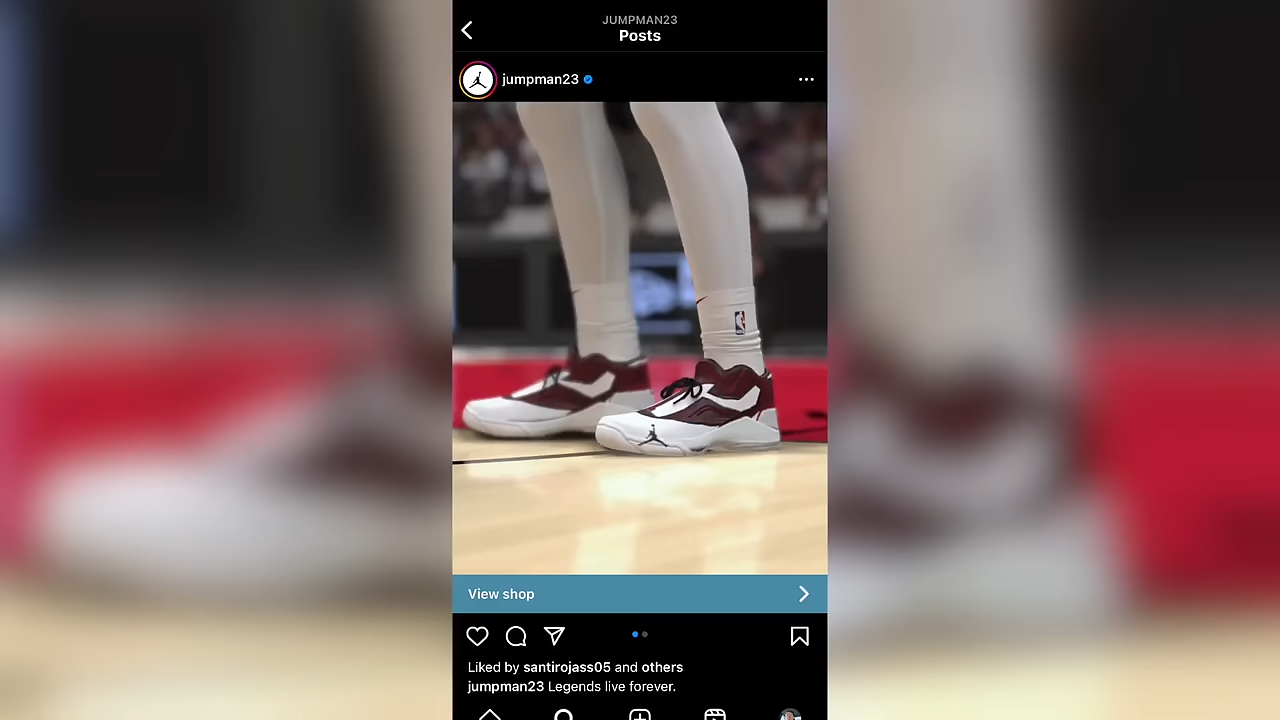 JUMPMAN23
Posts
jumpman23
View shop
Liked by santirojass05 and others
jumpman23 Legends live forever.